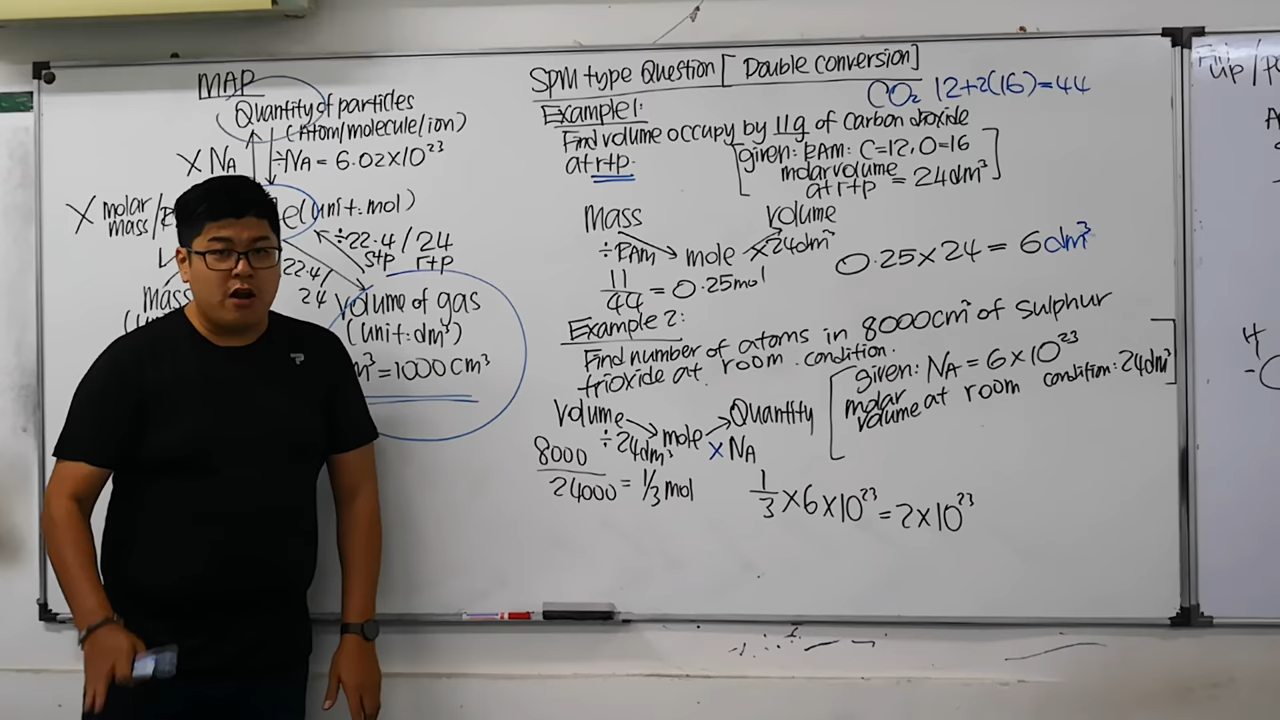 MAP
Quantity of particles
(Atom/molecule/ion)
× NA
÷NA = 6.02×10²³
× molar
mass/
e(unit:mol)
÷22.4/24
stp r+p
22.4/
24
Mass
Volume of gas
(unit:dm³)
m³=1000cm³
SPM type Question [Double conversion]
CO₂ 12+2(16)=44
Example 1:
Find volume occupy by 11g of Carbon dioxide
at r+p.
[given: RAM: C=12, O=16
molar volume
at r+p = 24dm³]
Mass Volume
÷RAM mole ×24dm³
11/44 = 0.25mol
0.25×24 = 6dm³
Example 2:
Find number of atoms in 8000cm³ of sulphur
trioxide at room condition.
[given: NA = 6×10²³
molar
volume at room condition: 24dm³]
Volume Quantity
÷24dm³ mole × NA
8000/24000 = 1/3 mol
1/3 ×6×10²³ = 2×10²³
up/
4